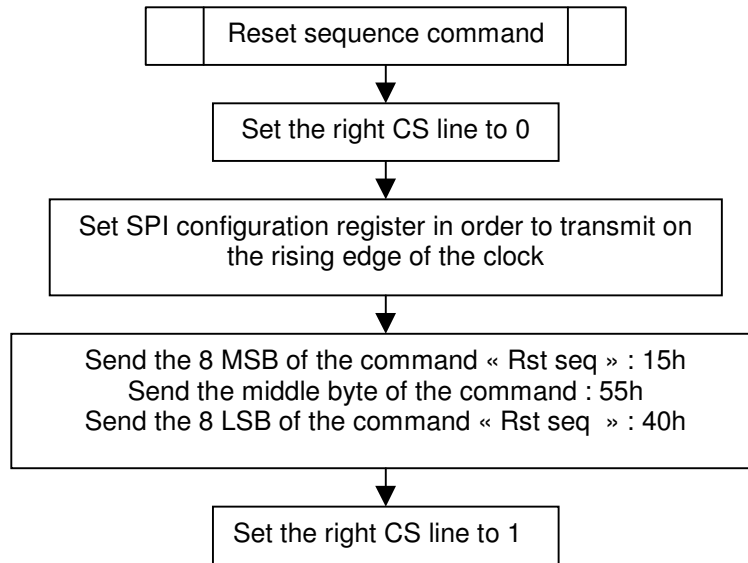 Reset sequence command
Set the right CS line to 0
Set SPI configuration register in order to transmit on
the rising edge of the clock
Send the 8 MSB of the command « Rst seq » : 15h
Send the middle byte of the command : 55h
Send the 8 LSB of the command « Rst seq » : 40h
Set the right CS line to 1